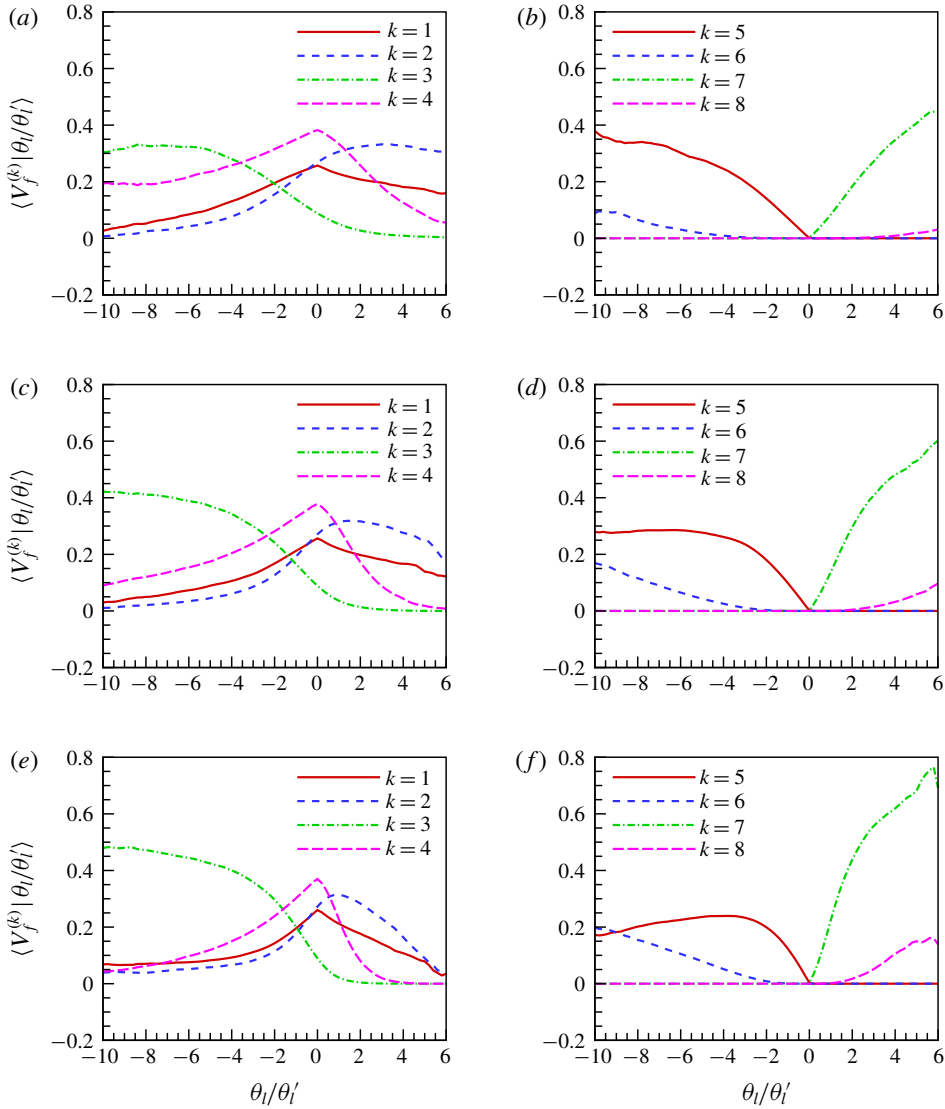 (a)
0.8
0.6
0.4
0.2
0
−0.2
⟨V_f^{(k)} | θ_l/θ_l′⟩
k = 1
k = 2
k = 3
k = 4
−10 −8 −6 −4 −2 0 2 4 6
(b)
0.8
0.6
0.4
0.2
0
−0.2
k = 5
k = 6
k = 7
k = 8
−10 −8 −6 −4 −2 0 2 4 6
(c)
0.8
0.6
0.4
0.2
0
−0.2
⟨V_f^{(k)} | θ_l/θ_l′⟩
k = 1
k = 2
k = 3
k = 4
−10 −8 −6 −4 −2 0 2 4 6
(d)
0.8
0.6
0.4
0.2
0
−0.2
k = 5
k = 6
k = 7
k = 8
−10 −8 −6 −4 −2 0 2 4 6
(e)
0.8
0.6
0.4
0.2
0
−0.2
⟨V_f^{(k)} | θ_l/θ_l′⟩
k = 1
k = 2
k = 3
k = 4
−10 −8 −6 −4 −2 0 2 4 6
θ_l/θ_l′
(f)
0.8
0.6
0.4
0.2
0
−0.2
k = 5
k = 6
k = 7
k = 8
−10 −8 −6 −4 −2 0 2 4 6
θ_l/θ_l′